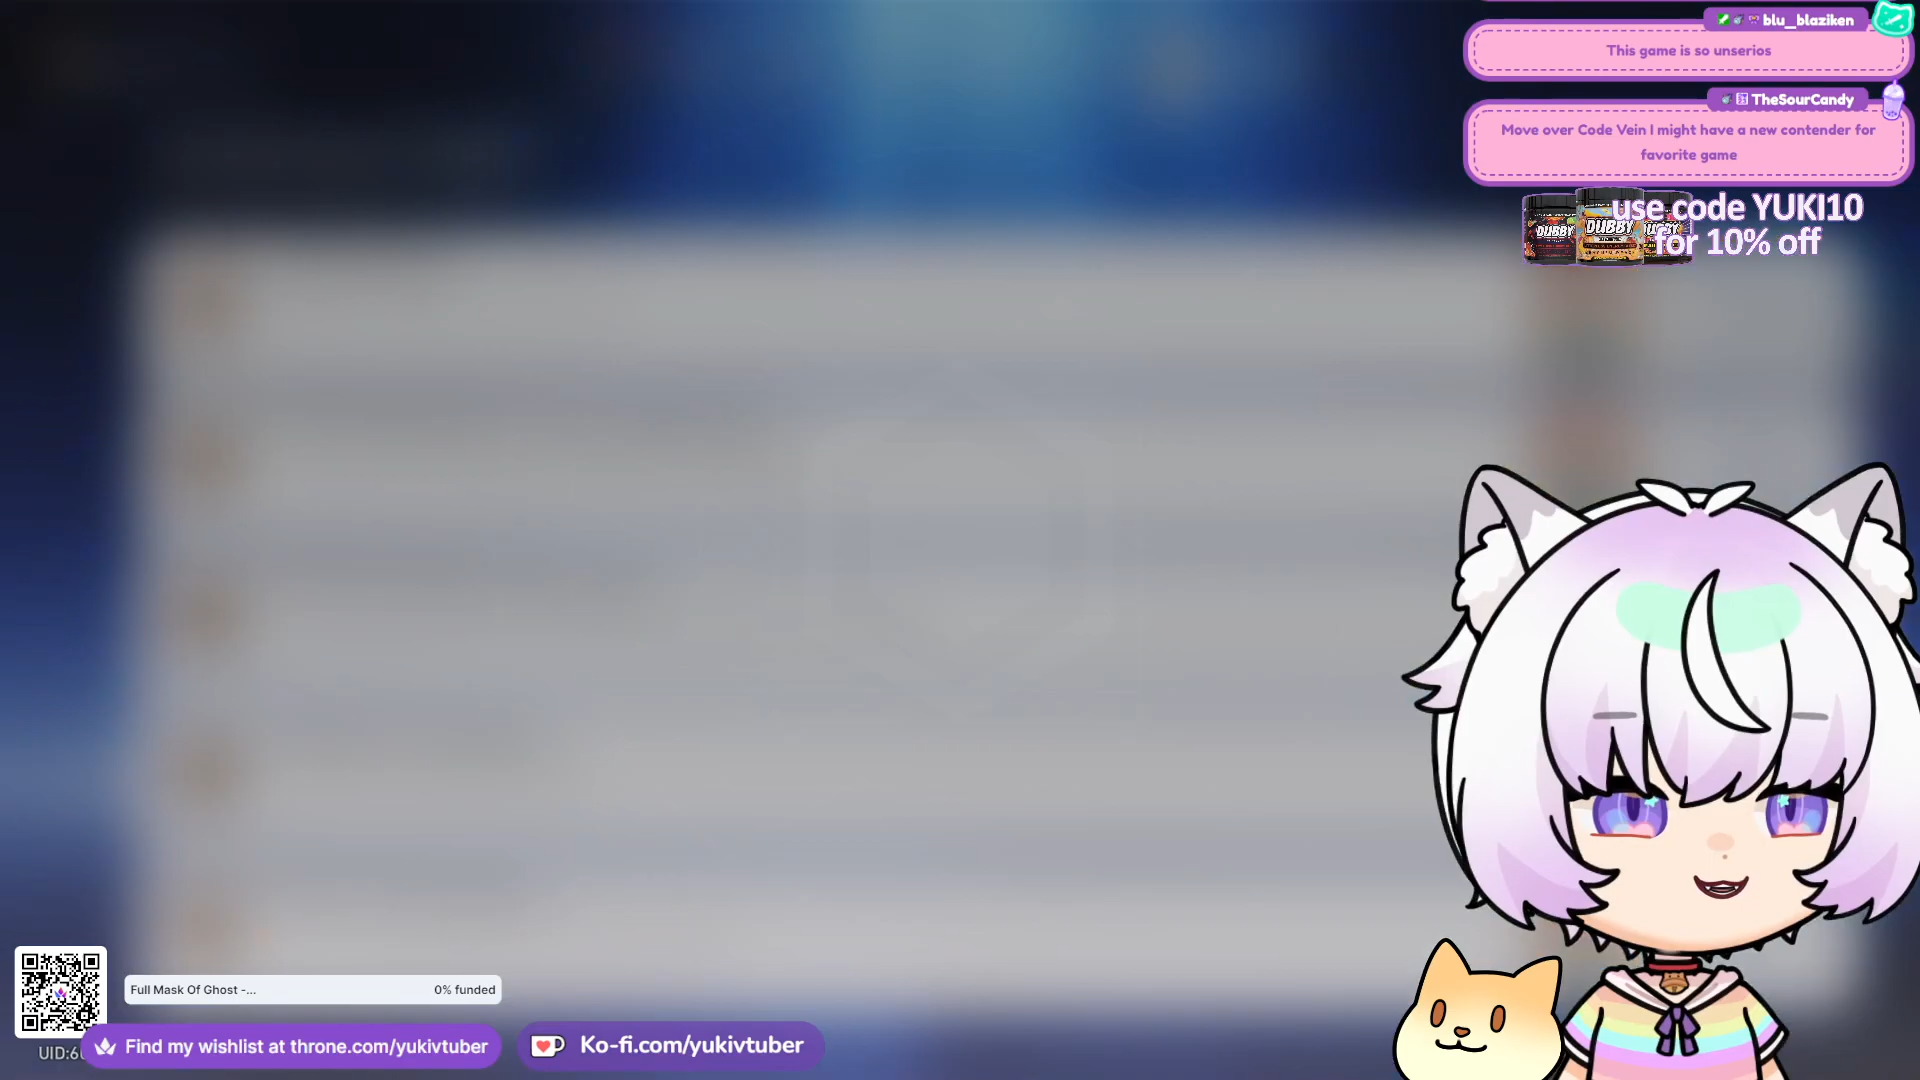 blu_blaziken
This game is so unserios
TheSourCandy
Move over Code Vein I might have a new contender for
favorite game
use code YUKI10
for 10% off
DUBBY
DUBBY
Full Mask Of Ghost -...
0% funded
UID:6
Find my wishlist at throne.com/yukivtuber
Ko-fi.com/yukivtuber